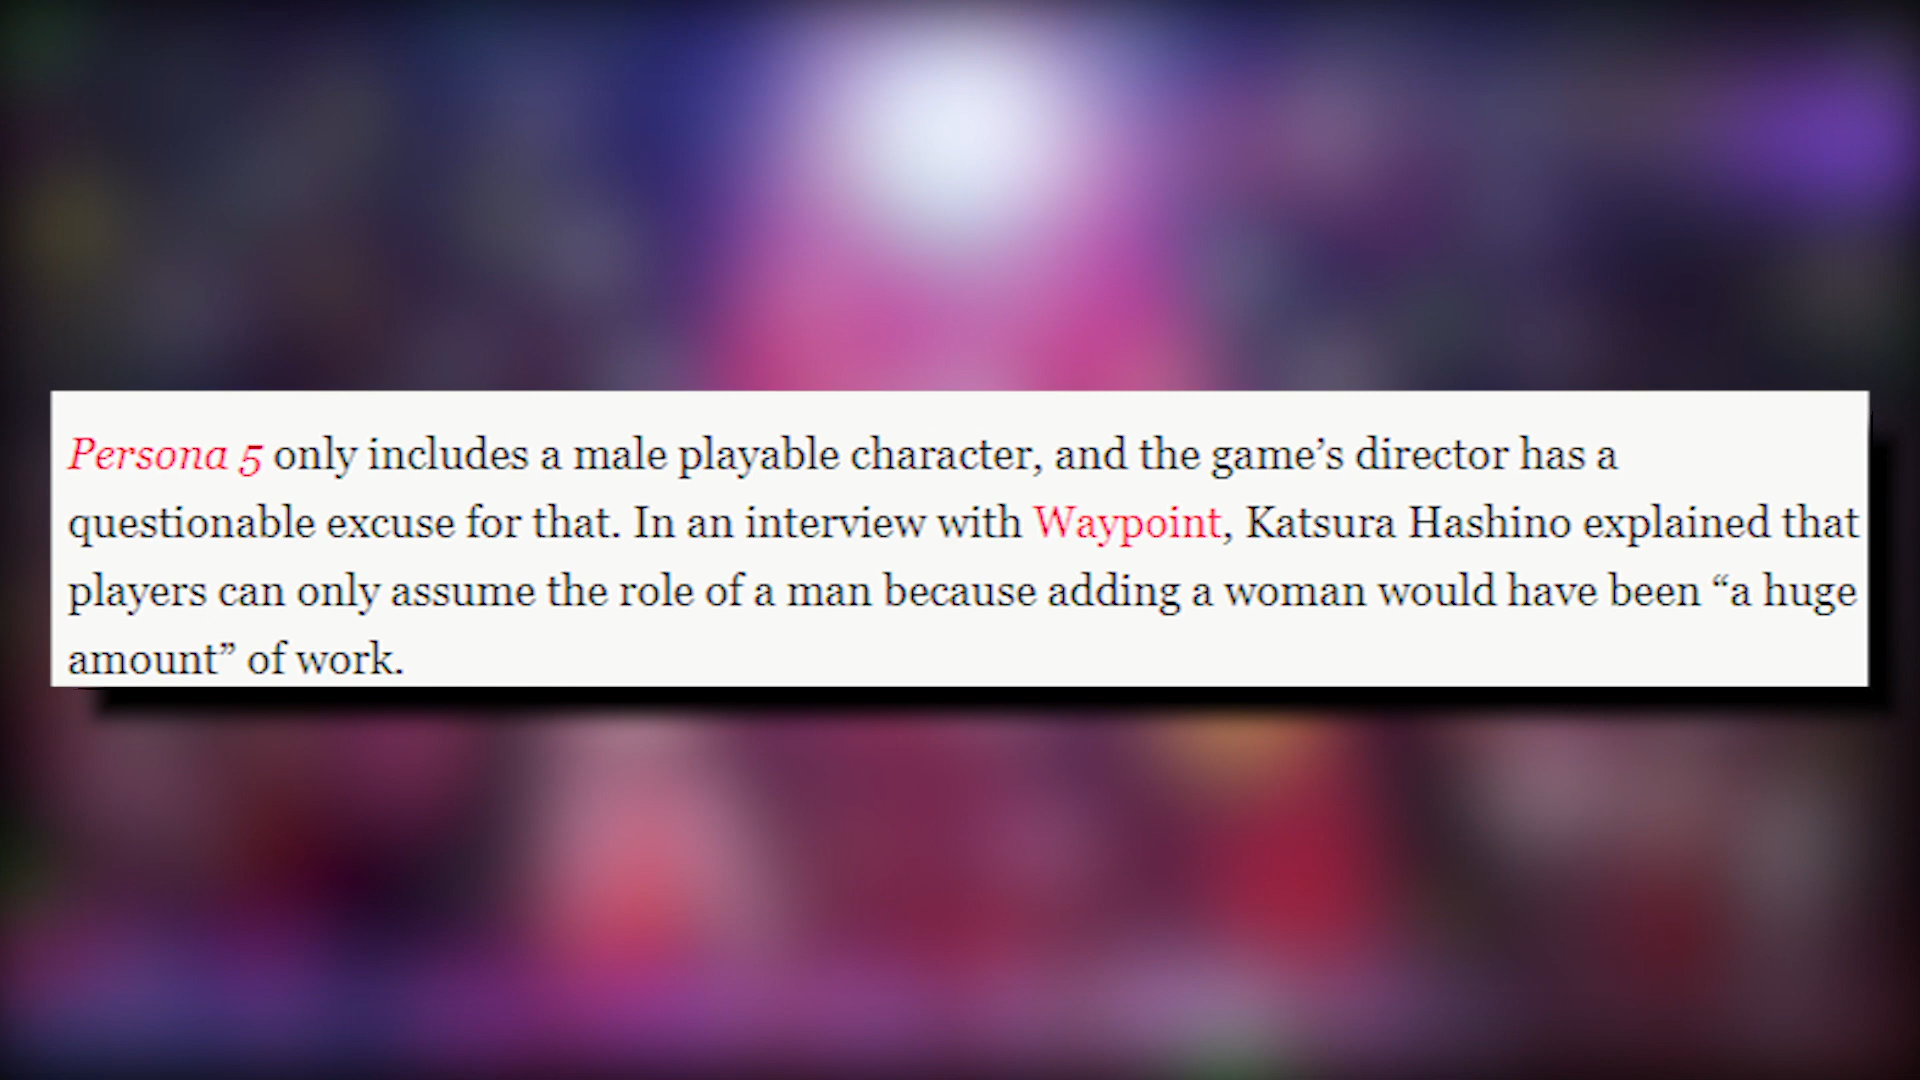 Persona 5 only includes a male playable character, and the game’s director has a
questionable excuse for that. In an interview with Waypoint, Katsura Hashino explained that
players can only assume the role of a man because adding a woman would have been “a huge
amount” of work.